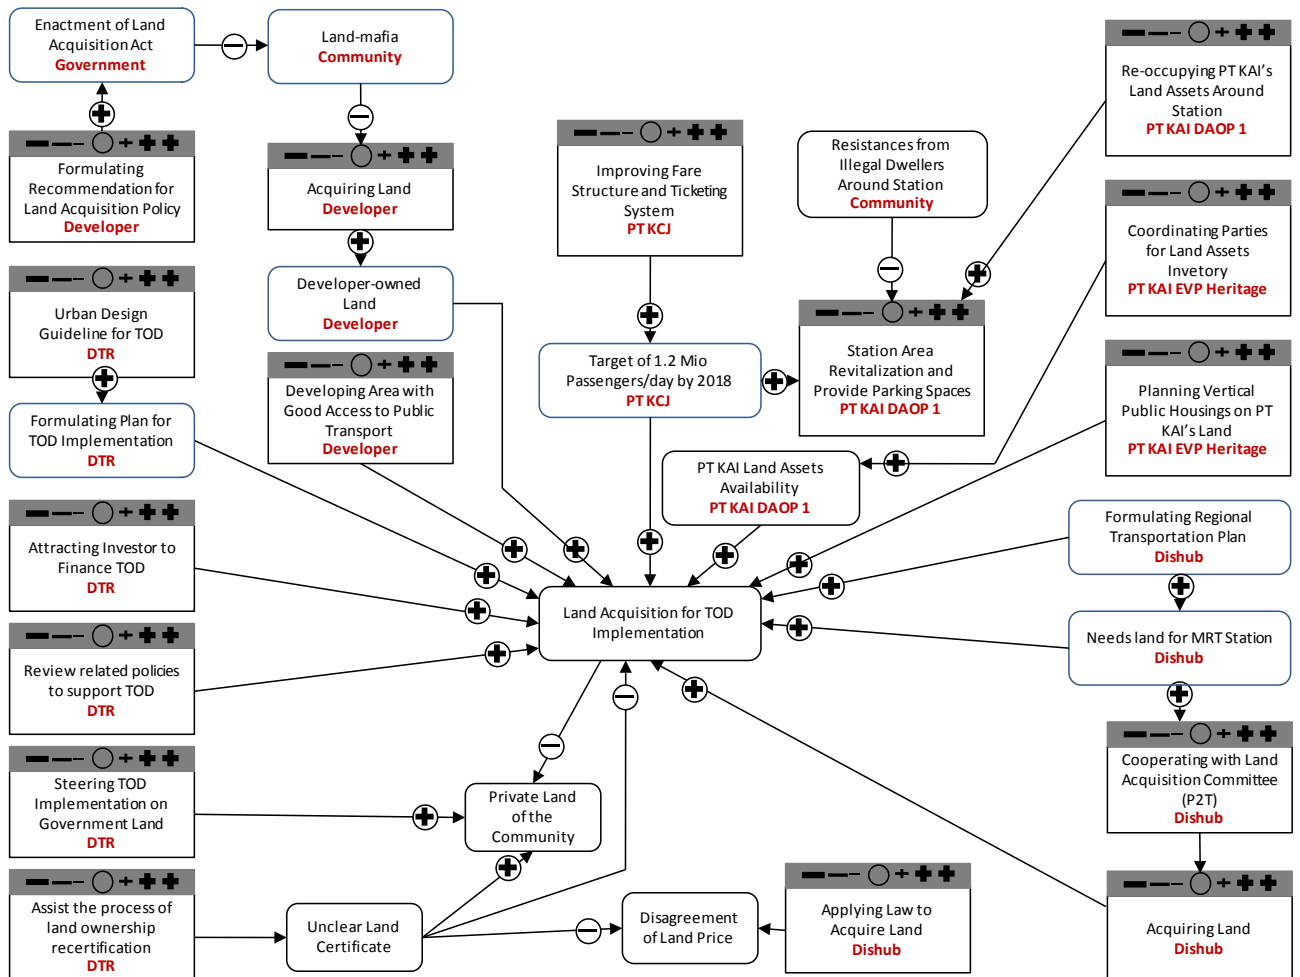 Enactment of Land
Acquisition Act
Government
Land-mafia
Community
Formulating
Recommendation for
Land Acquisition Policy
Developer
Acquiring Land
Developer
Urban Design
Guideline for TOD
DTR
Developer-owned
Land
Developer
Formulating Plan for
TOD Implementation
DTR
Developing Area with
Good Access to Public
Transport
Developer
Improving Fare
Structure and Ticketing
System
PT KCJ
Target of 1.2 Mio
Passengers/day by 2018
PT KCJ
Resistances from
Illegal Dwellers
Around Station
Community
Station Area
Revitalization and
Provide Parking Spaces
PT KAI DAOP 1
PT KAI Land Assets
Availability
PT KAI DAOP 1
Re-occupying PT KAI's
Land Assets Around
Station
PT KAI DAOP 1
Coordinating Parties
for Land Assets
Invetory
PT KAI EVP Heritage
Planning Vertical
Public Housings on PT
KAI's Land
PT KAI EVP Heritage
Attracting Investor to
Finance TOD
DTR
Land Acquisition for TOD
Implementation
Formulating Regional
Transportation Plan
Dishub
Needs land for MRT Station
Dishub
Review related policies
to support TOD
DTR
Steering TOD
Implementation on
Government Land
DTR
Private Land
of the
Community
Cooperating with Land
Acquisition Committee
(P2T)
Dishub
Assist the process of
land ownership
recertification
DTR
Unclear Land
Certificate
Disagreement
of Land Price
Applying Law to
Acquire Land
Dishub
Acquiring Land
Dishub